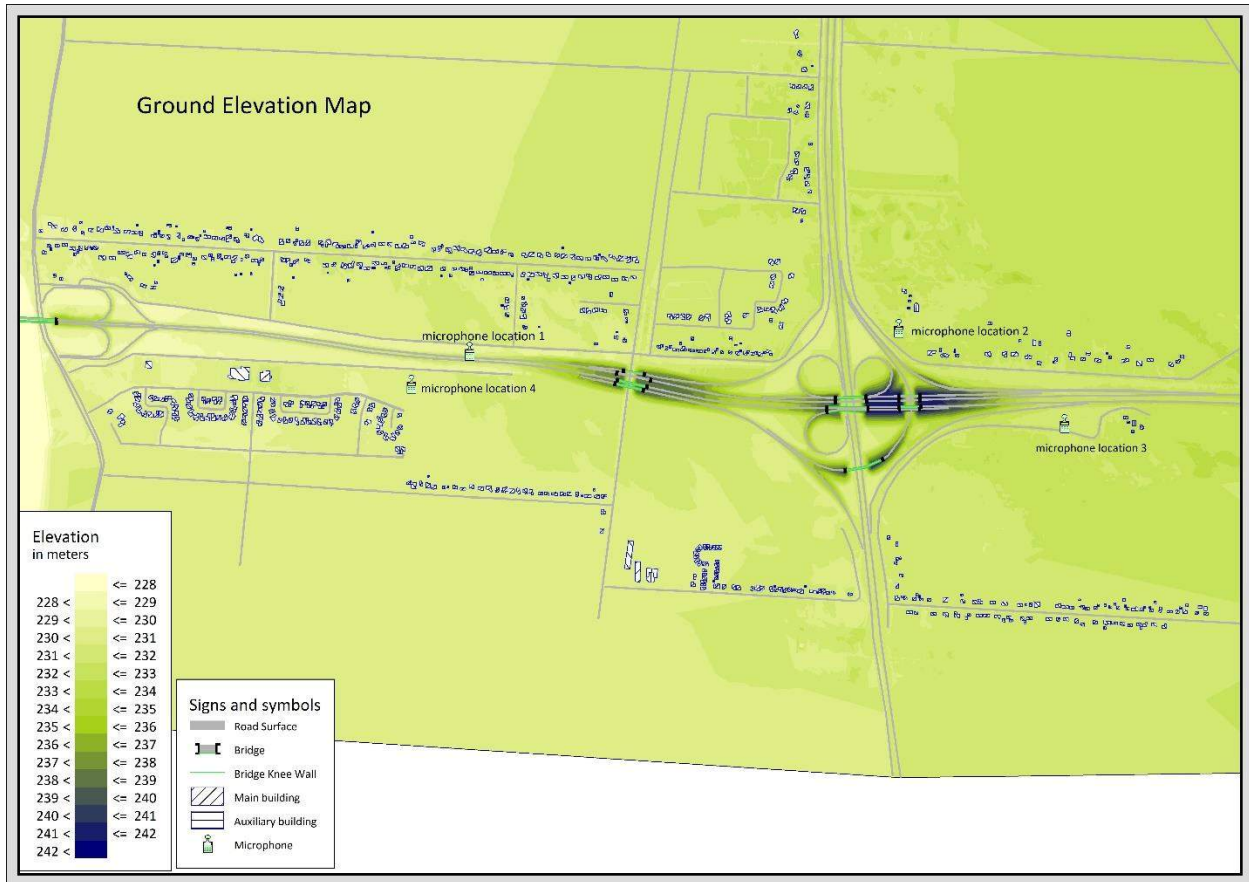 Ground Elevation Map
microphone location 1
microphone location 2
microphone location 4
microphone location 3
Elevation
in meters
<= 228
228 < <= 229
229 < <= 230
230 < <= 231
231 < <= 232
232 < <= 233
233 < <= 234
234 < <= 235
235 < <= 236
236 < <= 237
237 < <= 238
238 < <= 239
239 < <= 240
240 < <= 241
241 < <= 242
242 <
Signs and symbols
Road Surface
Bridge
Bridge Knee Wall
Main building
Auxiliary building
Microphone